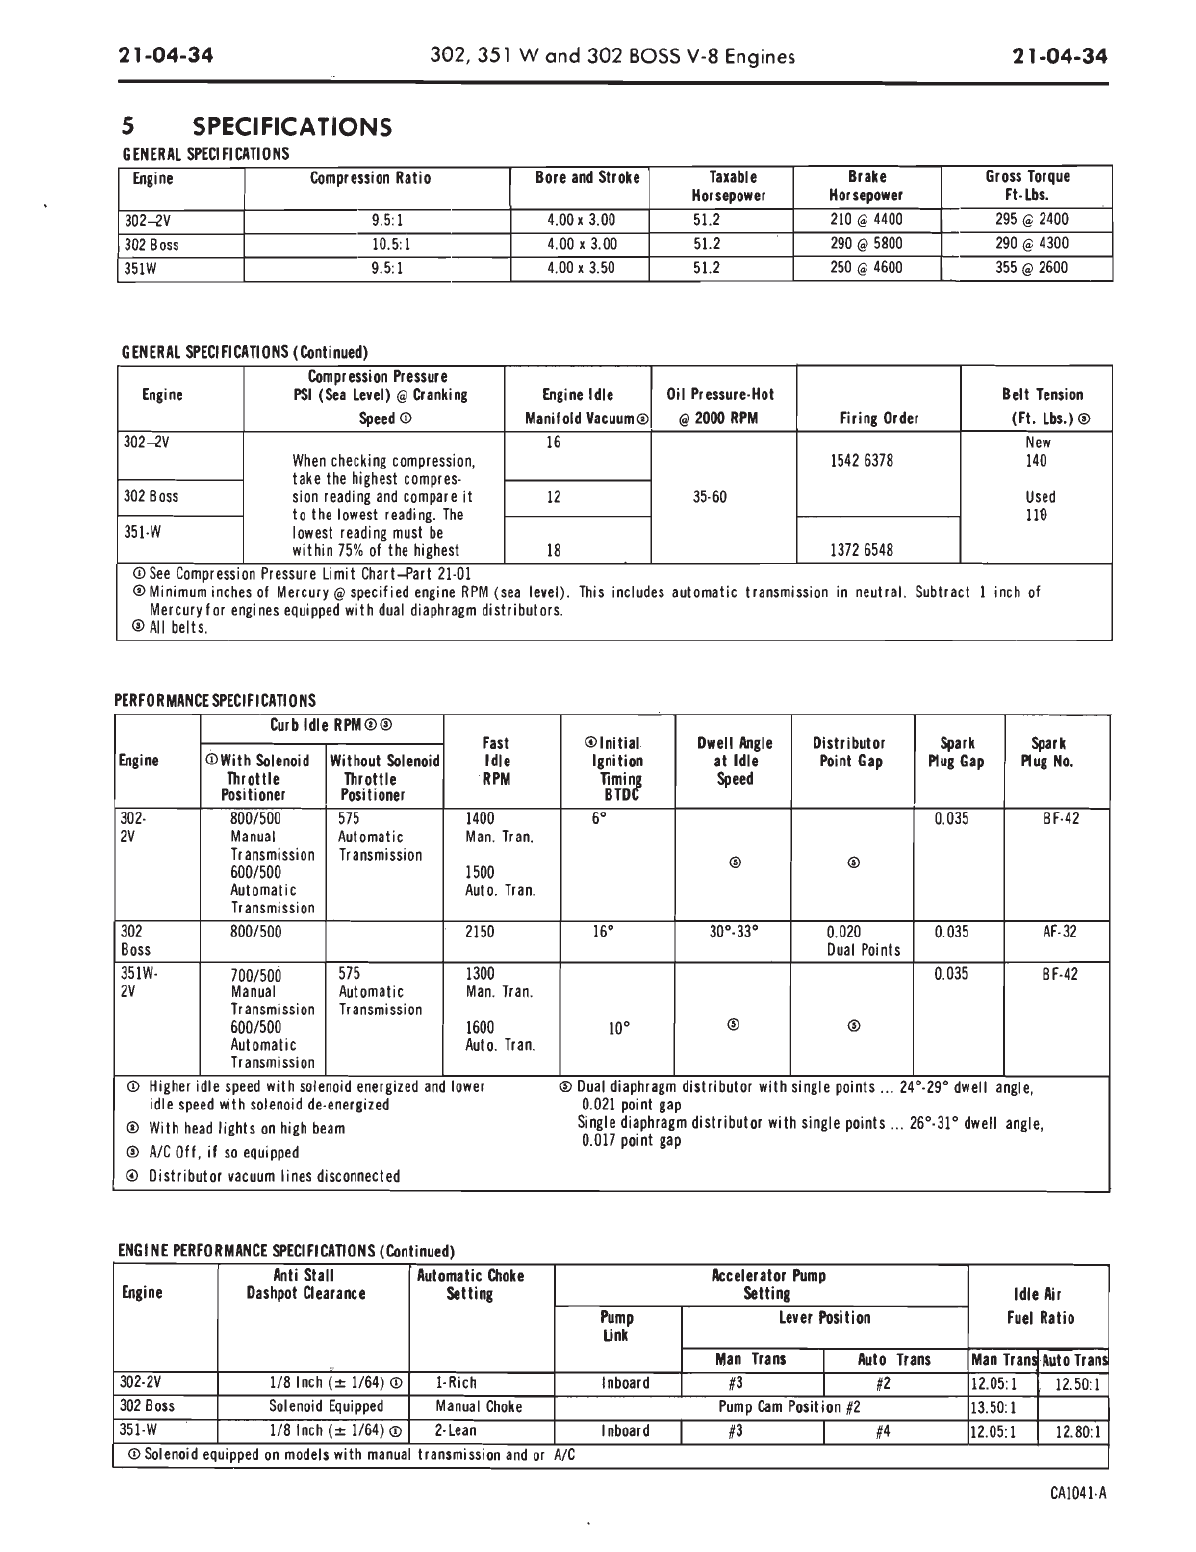 21-04-34 302, 351 W and 302 BOSS V-8 Engines 21-04-34
5 SPECIFICATIONS
GENERAL SPECIFICATIONS
Engine Compression Ratio Bore and Stroke Taxable Brake Gross Torque
Horsepower Horsepower Ft-Lbs.
302-2V 9.5:1 4.00 x 3.00 51.2 210 @ 4400 295 @ 2400
302 Boss 10.5:1 4.00 x 3.00 51.2 290 @ 5800 290 @ 4300
351W 9.5:1 4.00 x 3.50 51.2 250 @ 4600 355 @ 2600
GENERAL SPECIFICATIONS (Continued)
Compression Pressure
Engine PSI (Sea Level) @ Cranking Engine Idle Oil Pressure-Hot Belt Tension
Speed ① Manifold Vacuum② @ 2000 RPM Firing Order (Ft. Lbs.) ③
302-2V 16 New
When checking compression, 1542 6378 140
take the highest compres-
302 Boss sion reading and compare it 12 35-60 Used
to the lowest reading. The 110
351-W lowest reading must be
within 75% of the highest 18 1372 6548
① See Compression Pressure Limit Chart-Part 21-01
② Minimum inches of Mercury @ specified engine RPM (sea level). This includes automatic transmission in neutral. Subtract 1 inch of
Mercury for engines equipped with dual diaphragm distributors.
③ All belts.
PERFORMANCE SPECIFICATIONS
Curb Idle RPM ② ③
Fast ④Initial Dwell Angle Distributor Spark Spark
Engine ①With Solenoid Without Solenoid Idle Ignition at Idle Point Gap Plug Gap Plug No.
Throttle Throttle RPM Timing Speed
Positioner Positioner BTDC
302- 800/500 575 1400 6° 0.035 BF-42
2V Manual Automatic Man. Tran.
Transmission Transmission ⑤ ⑤
600/500 1500
Automatic Auto. Tran.
Transmission
302 800/500 2150 16° 30°-33° 0.020 0.035 AF-32
Boss Dual Points
351W- 700/500 575 1300 0.035 BF-42
2V Manual Automatic Man. Tran.
Transmission Transmission
600/500 1600 10° ⑤ ⑤
Automatic Auto. Tran.
Transmission
① Higher idle speed with solenoid energized and lower ⑤ Dual diaphragm distributor with single points ... 24°-29° dwell angle,
idle speed with solenoid de-energized 0.021 point gap
② With head lights on high beam Single diaphragm distributor with single points ... 26°-31° dwell angle,
③ A/C Off, if so equipped 0.017 point gap
④ Distributor vacuum lines disconnected
ENGINE PERFORMANCE SPECIFICATIONS (Continued)
Anti Stall Automatic Choke Accelerator Pump
Engine Dashpot Clearance Setting Setting Idle Air
Pump Lever Position Fuel Ratio
Link
Man Trans Auto Trans Man Trans Auto Trans
302-2V 1/8 Inch (± 1/64) ① 1-Rich Inboard #3 #2 12.05:1 12.50:1
302 Boss Solenoid Equipped Manual Choke Pump Cam Position #2 13.50:1
351-W 1/8 Inch (± 1/64) ① 2-Lean Inboard #3 #4 12.05:1 12.80:1
① Solenoid equipped on models with manual transmission and or A/C
CA1041-A